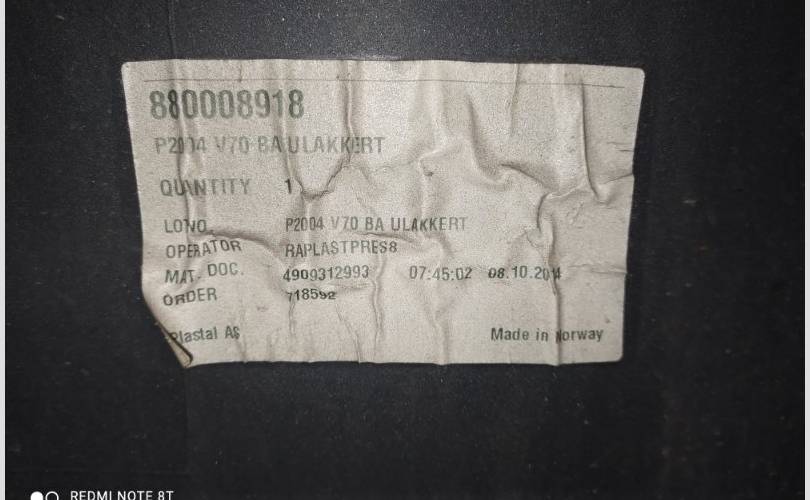 880008918
P2004 V70 BA ULAKKERT
QUANTITY 1
LONO. P2004 V70 BA ULAKKERT
OPERATOR RAPLASTPRES8
MAT. DOC. 4909312993 07:45:02 08.10.2014
ORDER 718592
Plastal AS Made in Norway
REDMI NOTE 8T